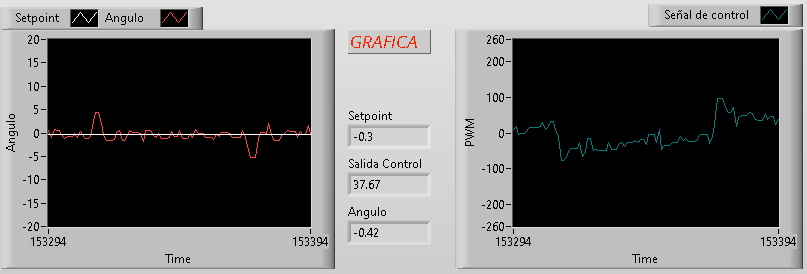 Setpoint Angulo
20
15
10
5
0
-5
-10
-15
-20
Angulo
153294 153394
Time
GRAFICA
Setpoint
-0.3
Salida Control
37.67
Angulo
-0.42
Señal de control
260
200
100
0
-100
-200
-260
PWM
153294 153394
Time